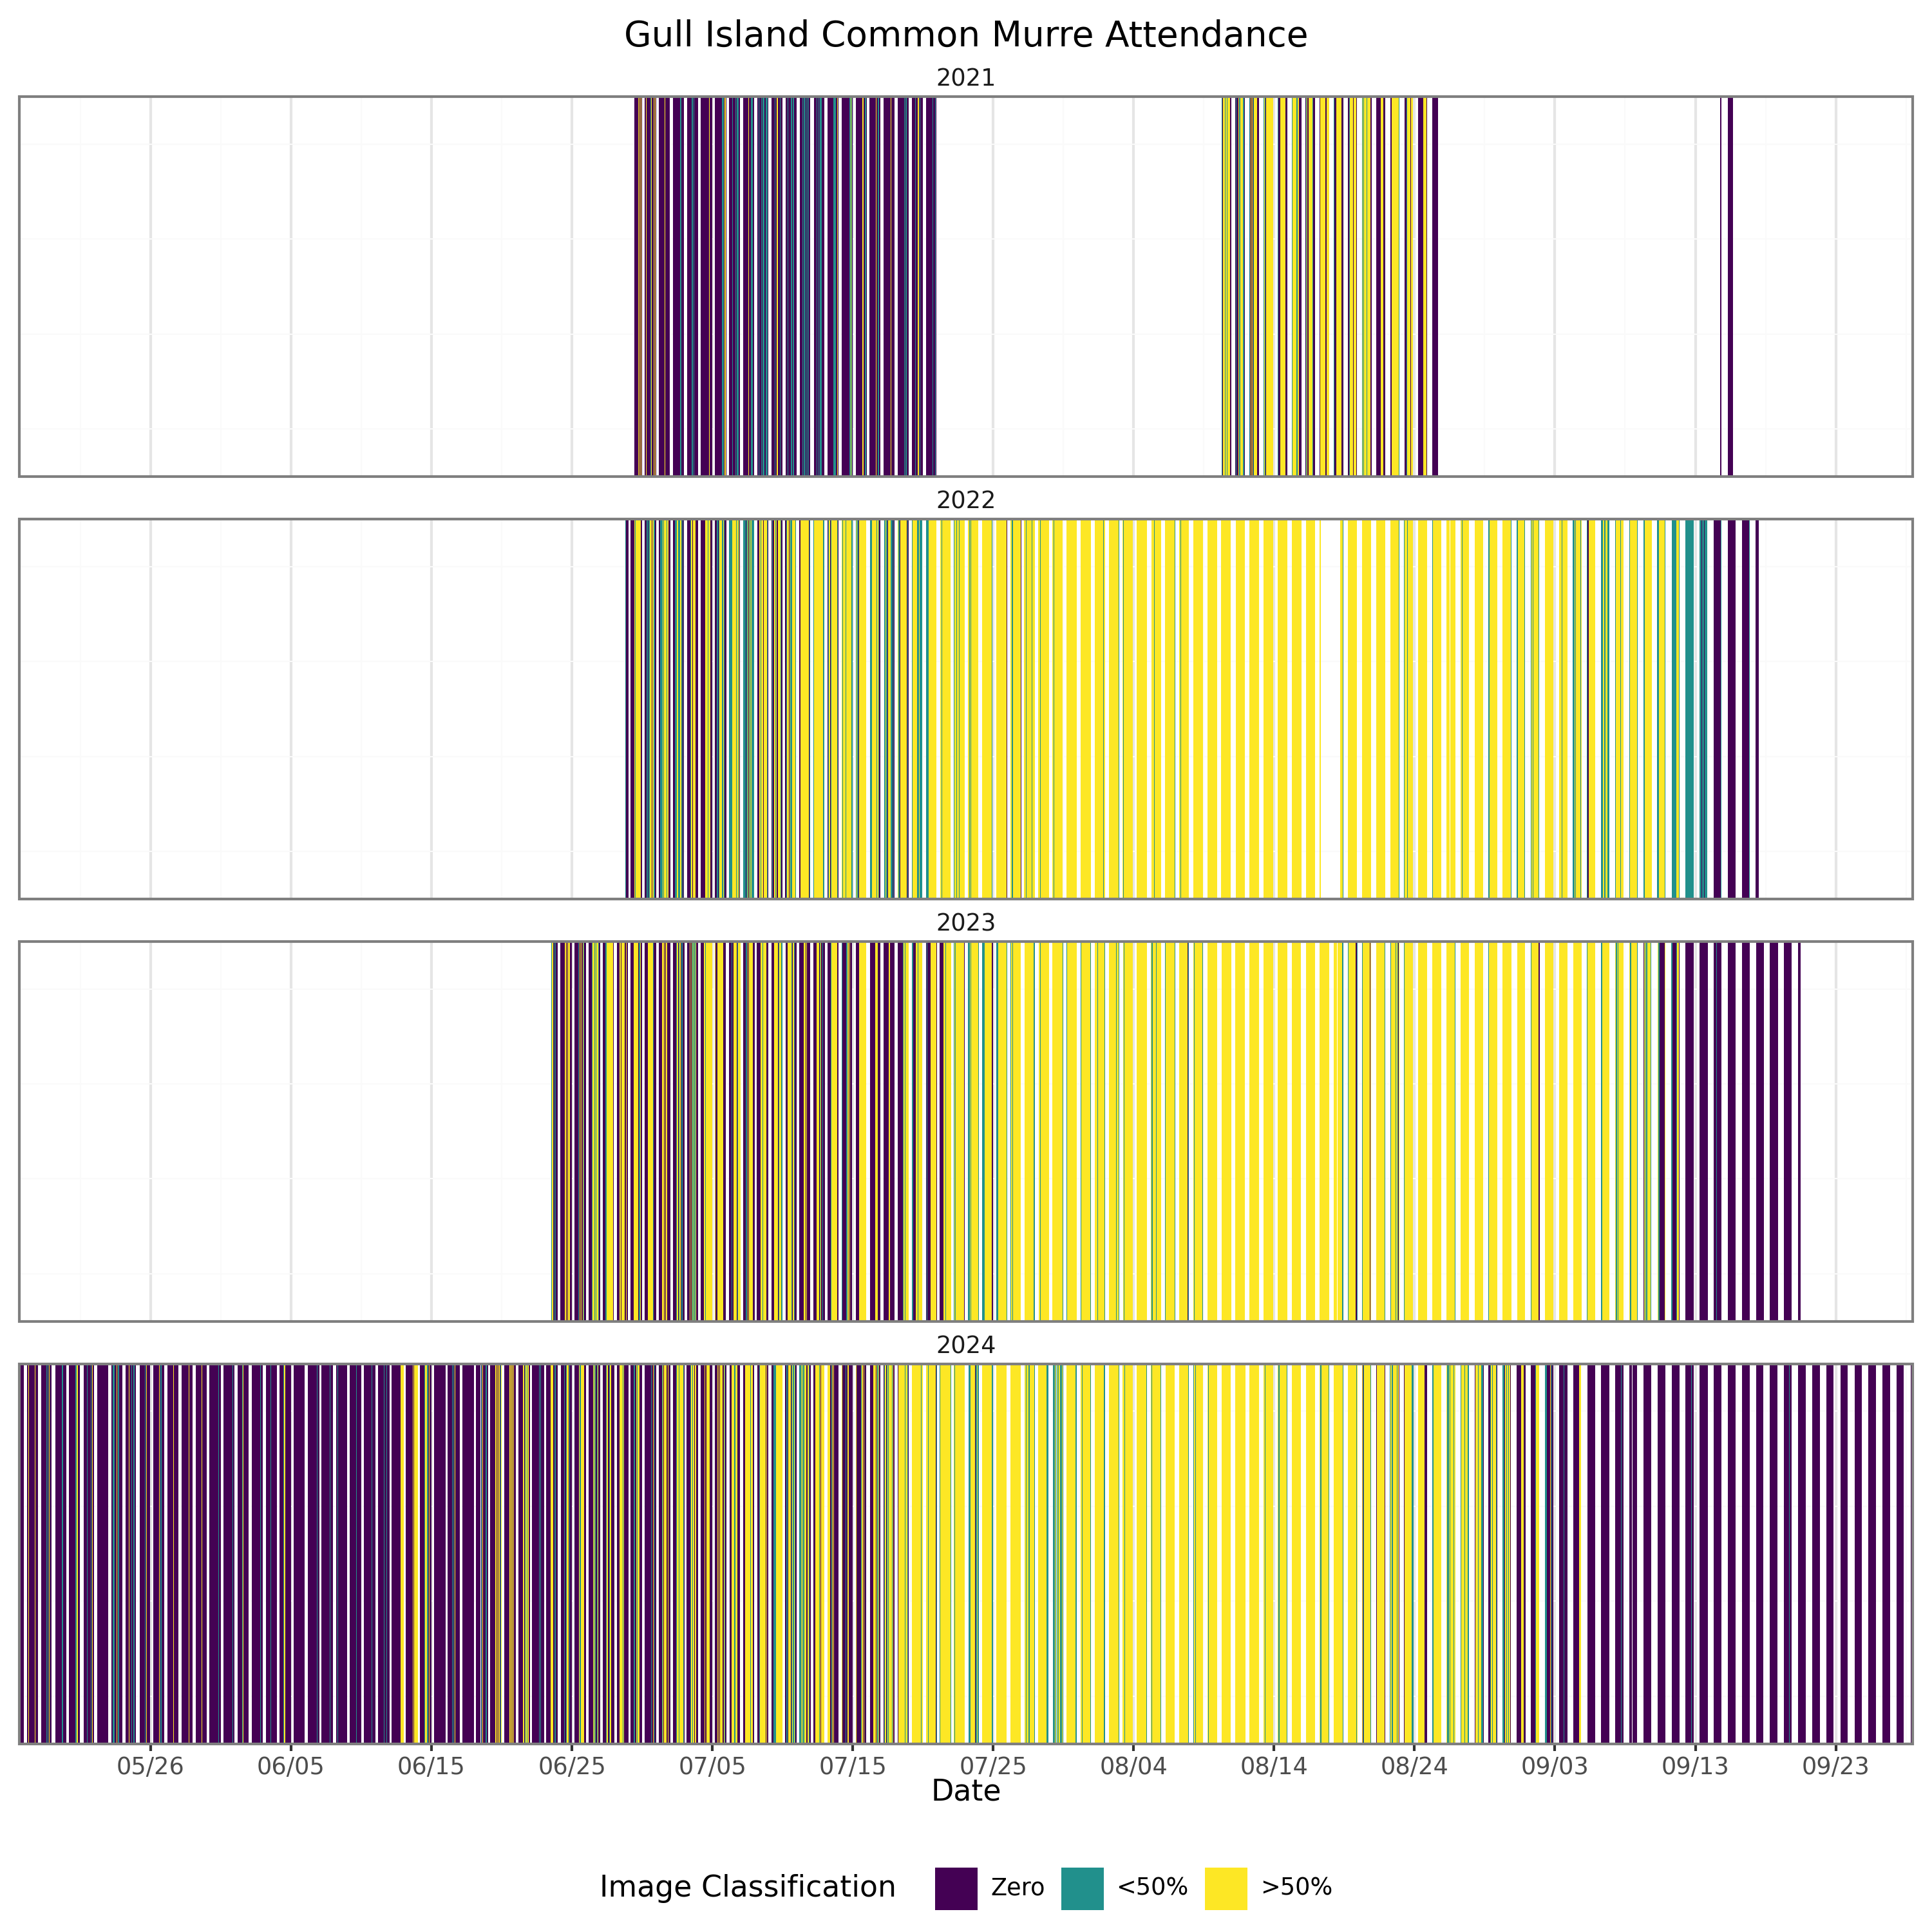 Gull Island Common Murre Attendance
2021
2022
2023
2024
05/26 06/05 06/15 06/25 07/05 07/15 07/25 08/04 08/14 08/24 09/03 09/13 09/23
Date
Image Classification Zero <50% >50%